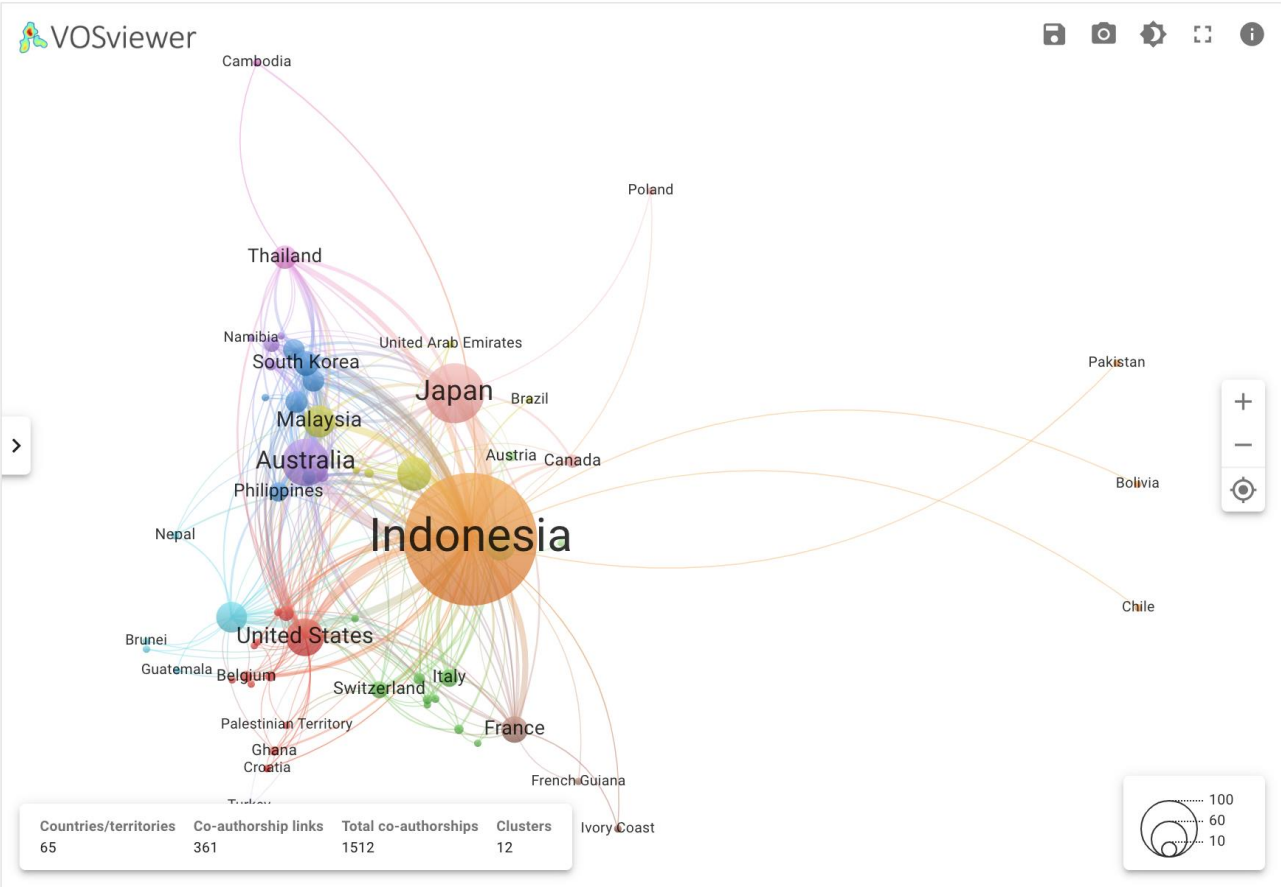 VOSviewer
Cambodia
Poland
Thailand
Namibia
United Arab Emirates
South Korea
Pakistan
Japan
Brazil
Malaysia
Austria
Canada
Australia
Bolivia
Philippines
Nepal
Indonesia
Chile
Brunei
United States
Guatemala
Belgium
Italy
Switzerland
Palestinian Territory
France
Ghana
Croatia
French Guiana
Turkey
Ivory Coast
Countries/territories Co-authorship links Total co-authorships Clusters
65 361 1512 12
100
60
10